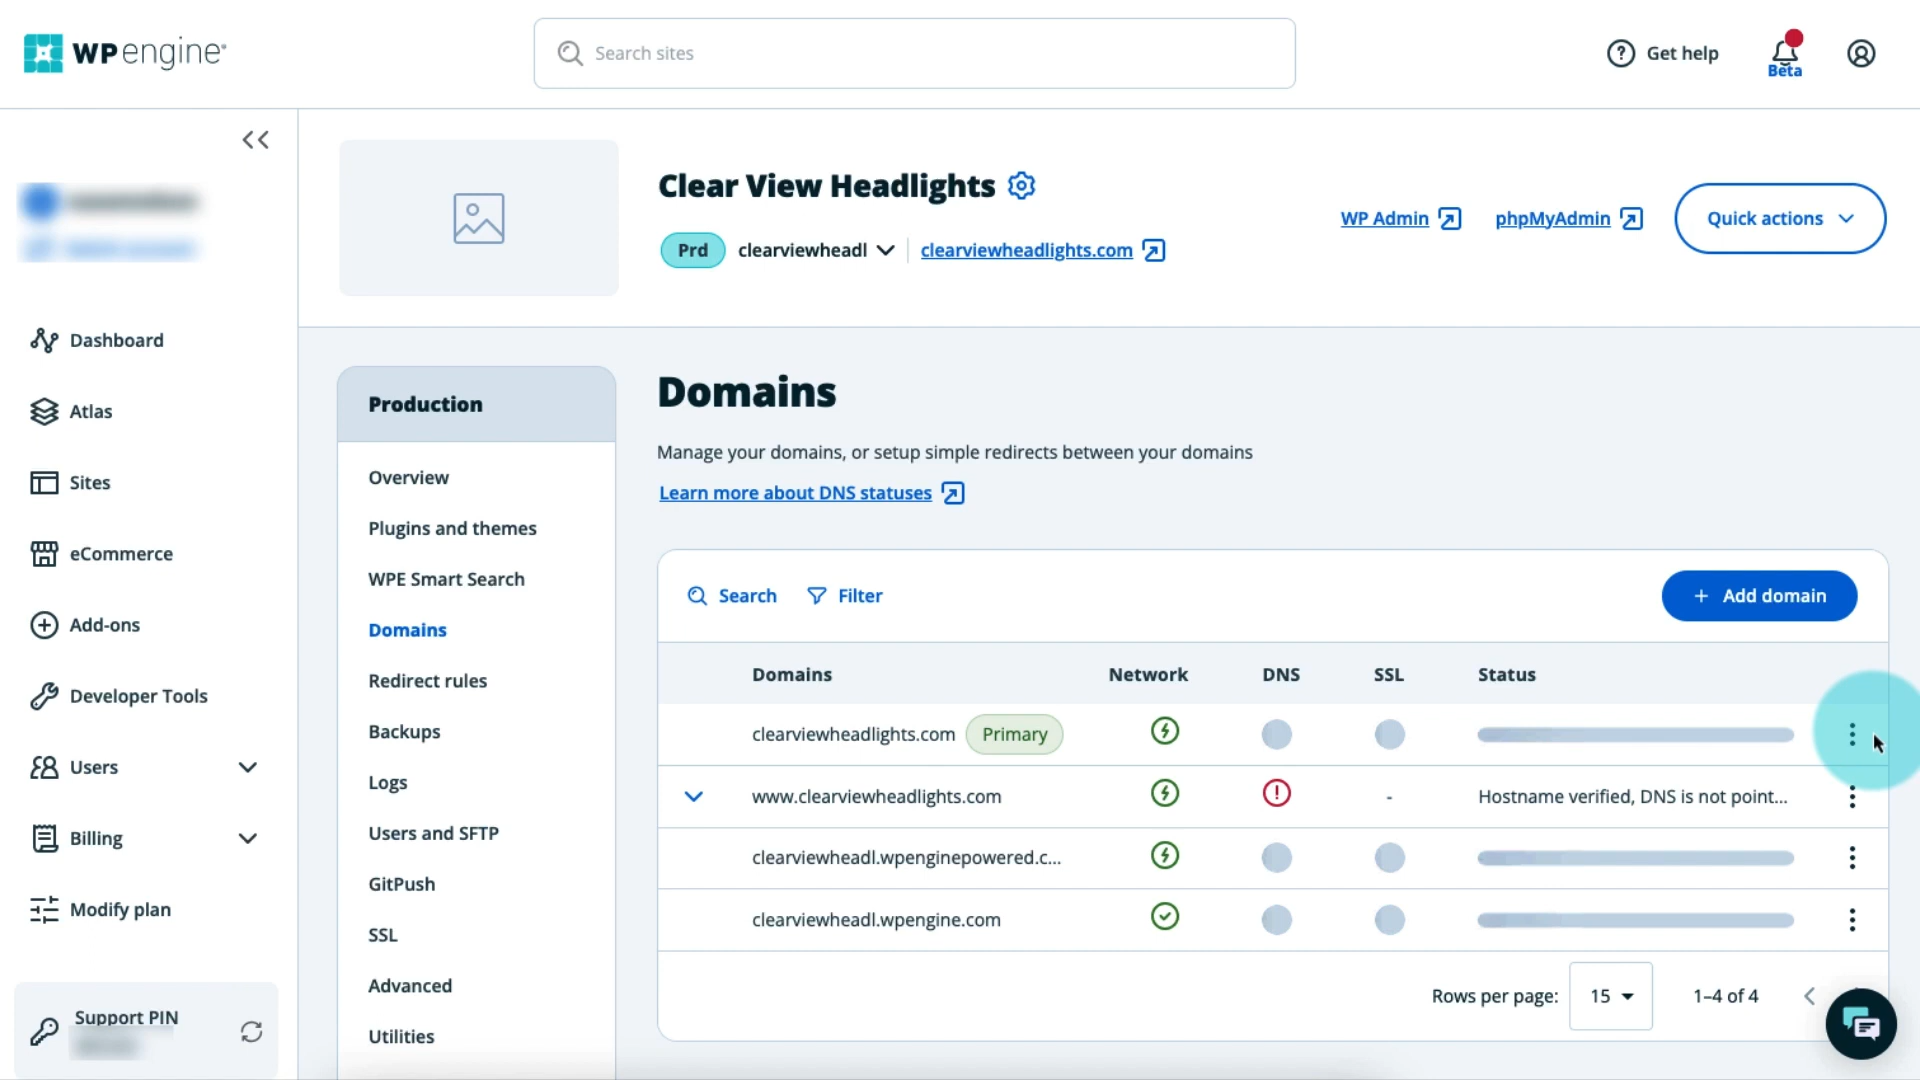 WPengine
Search sites
Get help
Beta
Clear View Headlights
Prd
clearviewheadl
clearviewheadlights.com
WP Admin
phpMyAdmin
Quick actions
Dashboard
Atlas
Sites
eCommerce
Add-ons
Developer Tools
Users
Billing
Modify plan
Support PIN
Production
Overview
Plugins and themes
WPE Smart Search
Domains
Redirect rules
Backups
Logs
Users and SFTP
GitPush
SSL
Advanced
Utilities
Domains
Manage your domains, or setup simple redirects between your domains
Learn more about DNS statuses
Search
Filter
+ Add domain
Domains Network DNS SSL Status
clearviewheadlights.com Primary
www.clearviewheadlights.com - Hostname verified, DNS is not point...
clearviewheadl.wpenginepowered.c...
clearviewheadl.wpengine.com
Rows per page: 15 1–4 of 4